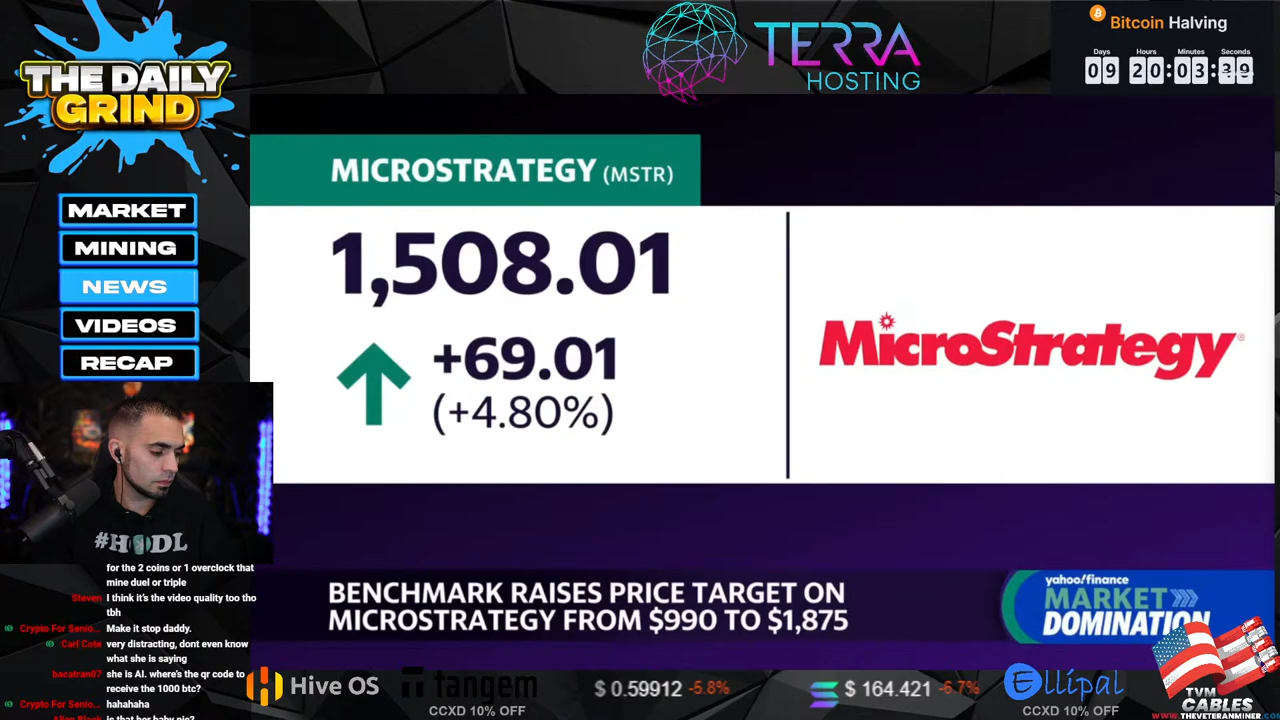 THE DAILY
GRIND
TERRA
HOSTING
Bitcoin Halving
Days Hours Minutes Seconds
09 20:03:39
MARKET
MINING
NEWS
VIDEOS
RECAP
MICROSTRATEGY (MSTR)
1,508.01
+69.01
(+4.80%)
MicroStrategy
#HODL
for the 2 coins or 1 overclock that
mine duel or triple
Steven I think it's the video quality too tho
tbh
Crypto For Senio... Make it stop daddy.
Carl Cote very distracting, dont even know
what she is saying
bacatran07 she is AI. where's the qr code to
receive the 1000 btc?
Crypto For Senio... hahahaha
BENCHMARK RAISES PRICE TARGET ON
MICROSTRATEGY FROM $990 TO $1,875
yahoo!finance
MARKET
DOMINATION
Hive OS
tangem
CCXD 10% OFF
$ 0.59912 -5.8%
$ 164.421 -6.7%
Ellipal
CCXD 10% OFF
TVM
CABLES
WWW.THEVETERANMINER.COM